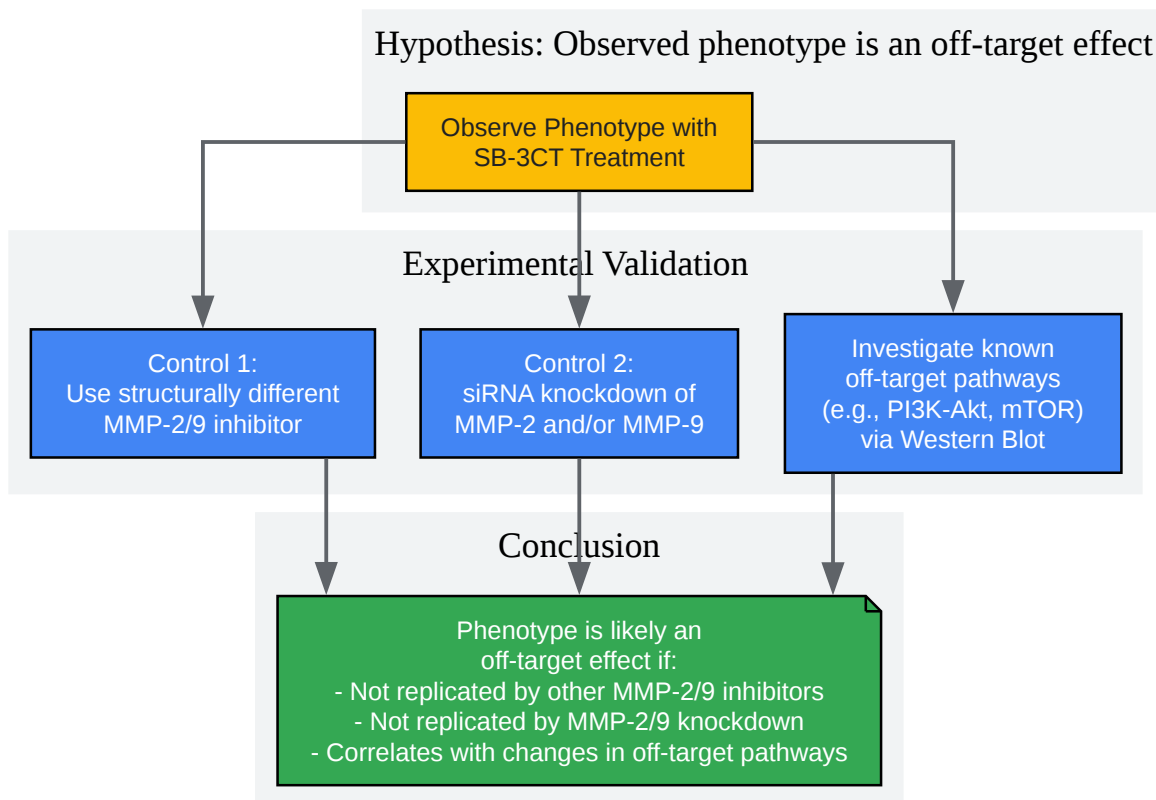 Hypothesis: Observed phenotype is an off-target effect
Observe Phenotype with
SB-3CT Treatment
Experimental Validation
Control 1:
Use structurally different
MMP-2/9 inhibitor
Control 2:
siRNA knockdown of
MMP-2 and/or MMP-9
Investigate known
off-target pathways
(e.g., PI3K-Akt, mTOR)
via Western Blot
Conclusion
Phenotype is likely an
off-target effect if:
- Not replicated by other MMP-2/9 inhibitors
- Not replicated by MMP-2/9 knockdown
- Correlates with changes in off-target pathways